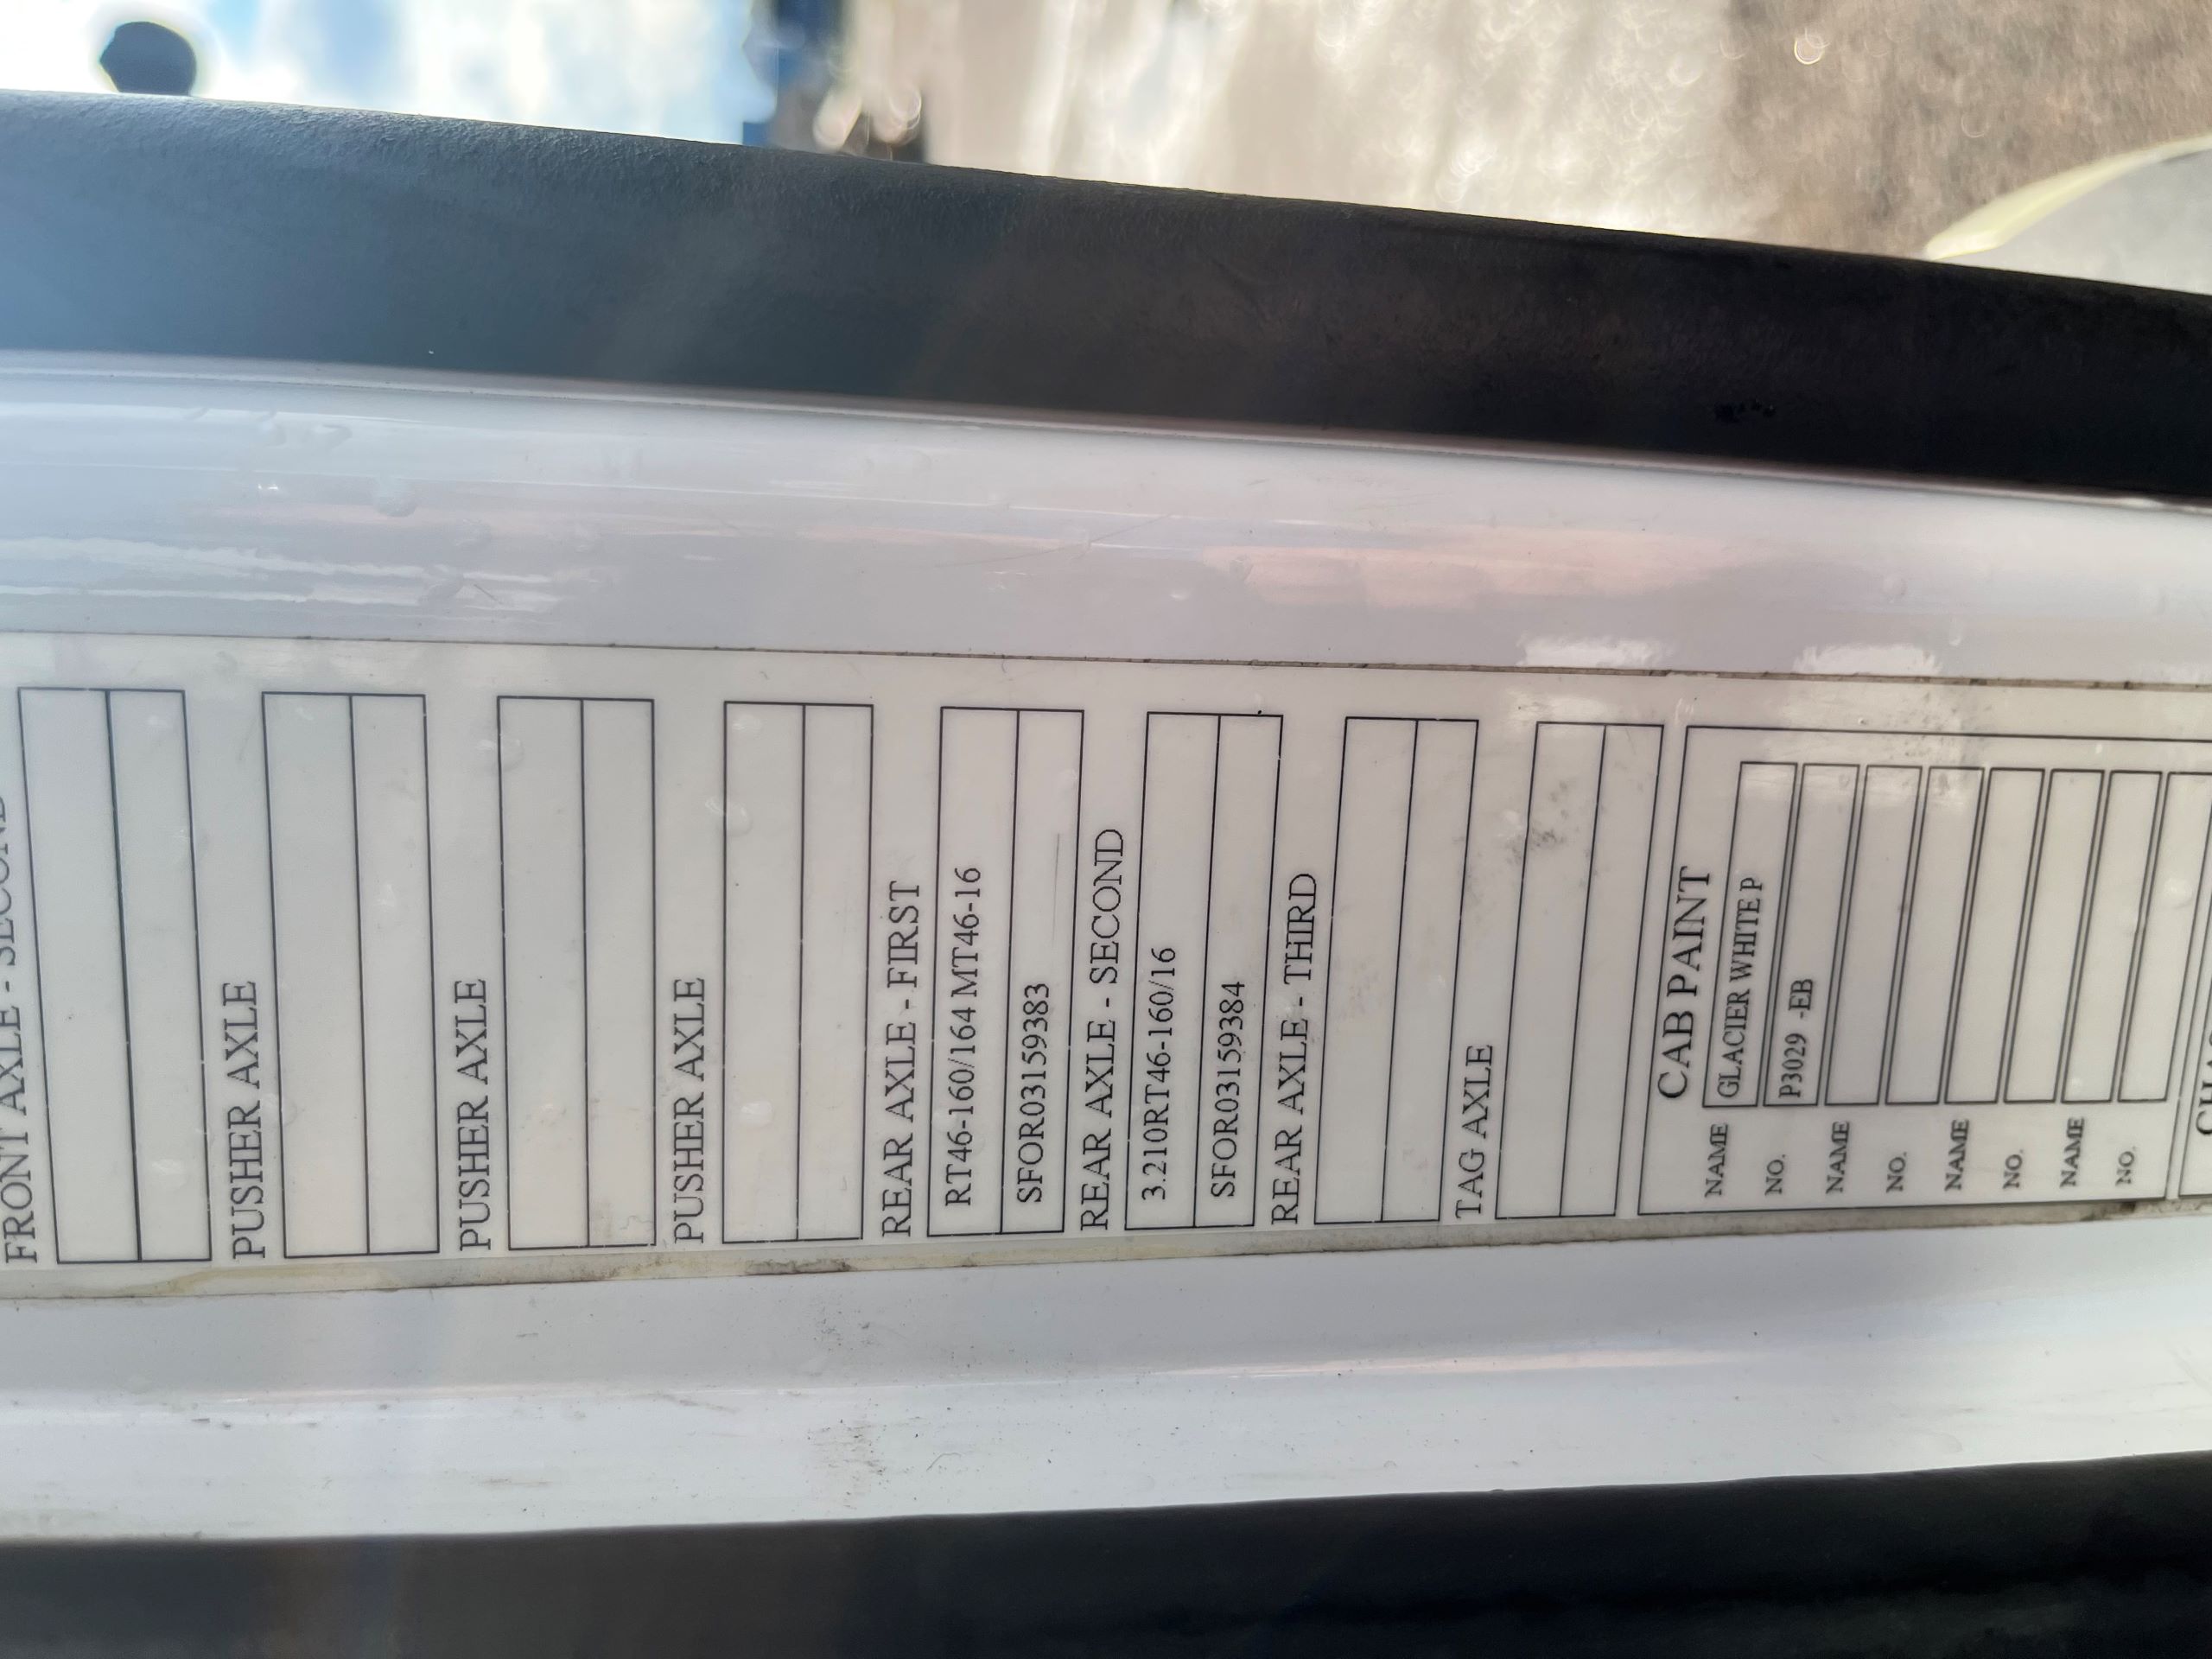 FRONT AXLE - SECOND
PUSHER AXLE
PUSHER AXLE
PUSHER AXLE
REAR AXLE - FIRST
RT46-160/164 MT46-16
SFOR03159383
REAR AXLE - SECOND
3.210RT46-160/16
SFOR03159384
REAR AXLE - THIRD
TAG AXLE
CAB PAINT
NAME GLACIER WHITE P
NO. P3029 -EB
NAME
NO.
NAME
NO.
NAME
NO.